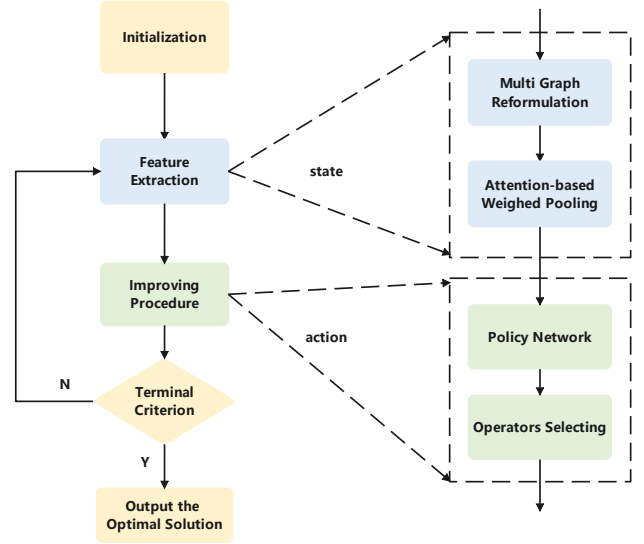 Initialization
Feature
Extraction
Improving
Procedure
Terminal
Criterion
N
Y
Output the
Optimal Solution
state
action
Multi Graph
Reformulation
Attention-based
Weighed Pooling
Policy Network
Operators Selecting